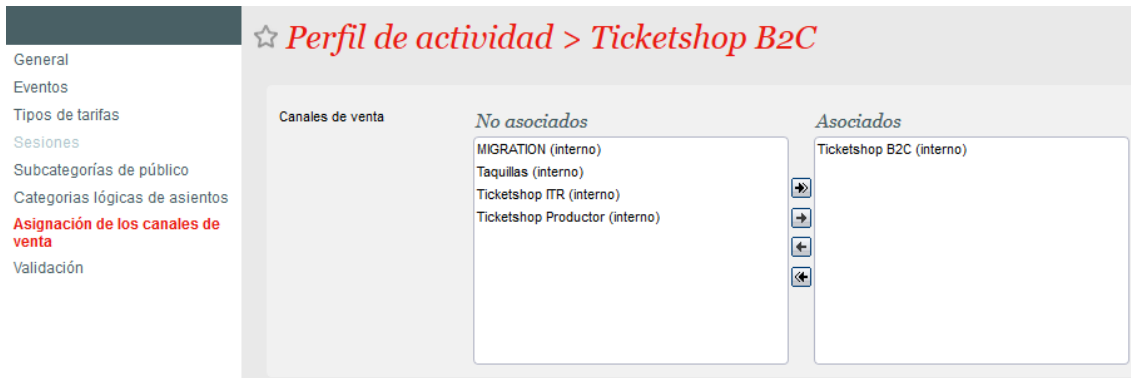 Perfil de actividad > Ticketshop B2C
General
Eventos
Tipos de tarifas
Sesiones
Subcategorías de público
Categorias lógicas de asientos
Asignación de los canales de
venta
Validación
Canales de venta
No asociados
MIGRATION (interno)
Taquillas (interno)
Ticketshop ITR (interno)
Ticketshop Productor (interno)
Asociados
Ticketshop B2C (interno)